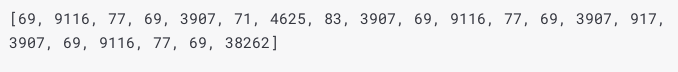 [69, 9116, 77, 69, 3907, 71, 4625, 83, 3907, 69, 9116, 77, 69, 3907, 917,
3907, 69, 9116, 77, 69, 38262]